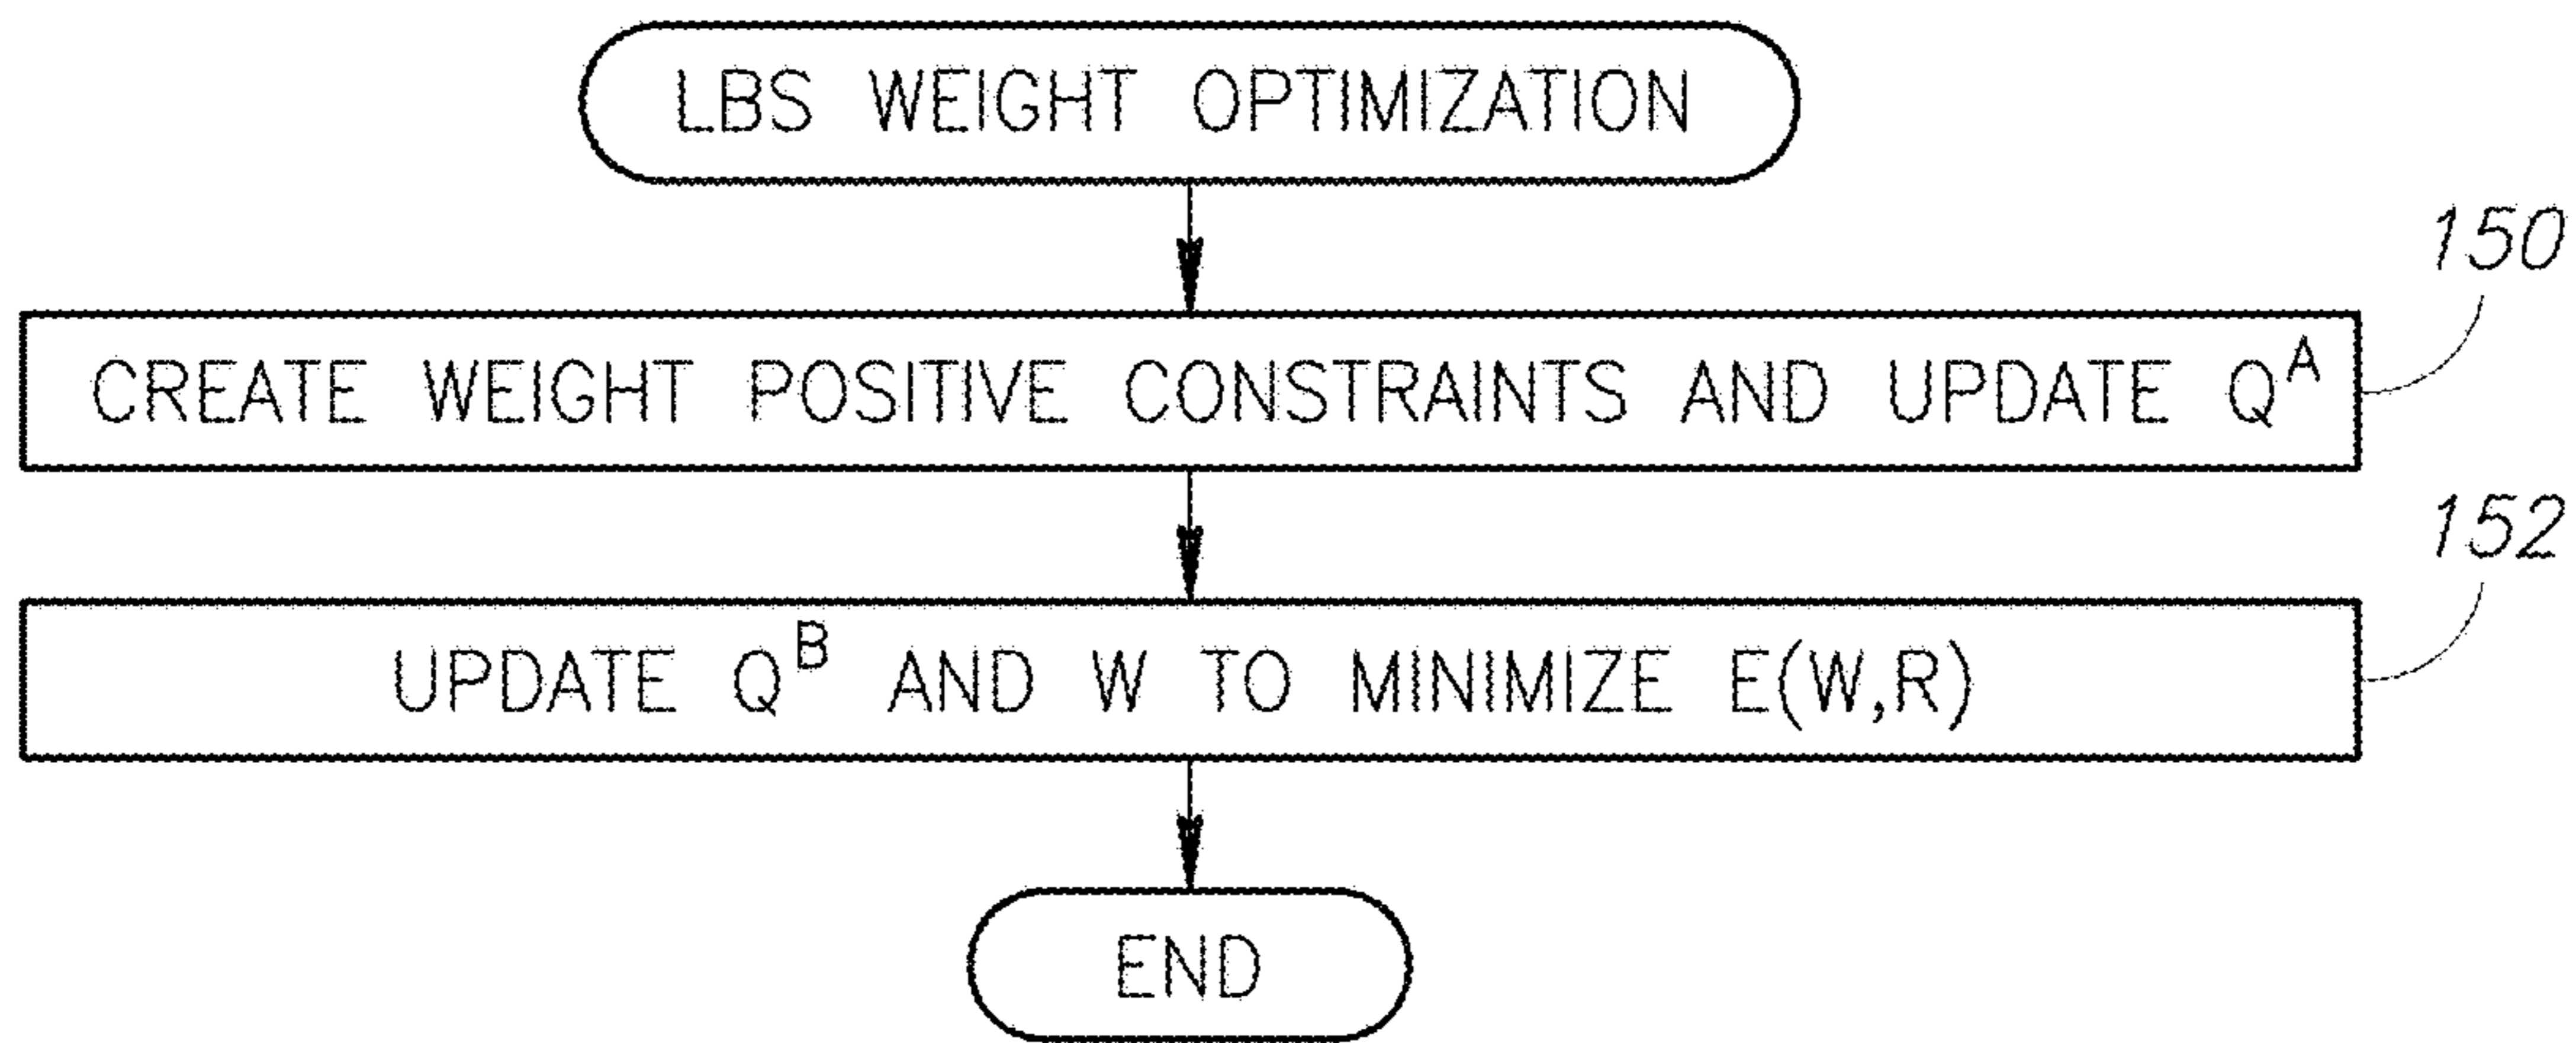 LBS WEIGHT OPTIMIZATION
150
CREATE WEIGHT POSITIVE CONSTRAINTS AND UPDATE Q^A
152
UPDATE Q^B AND W TO MINIMIZE E(W,R)
END